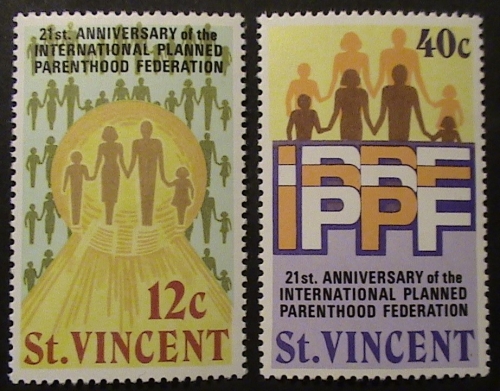 21st. ANNIVERSARY of the
INTERNATIONAL PLANNED
PARENTHOOD FEDERATION
12c
St. VINCENT
40c
iPPF
iPPF
21st. ANNIVERSARY of the
INTERNATIONAL PLANNED
PARENTHOOD FEDERATION
St. VINCENT